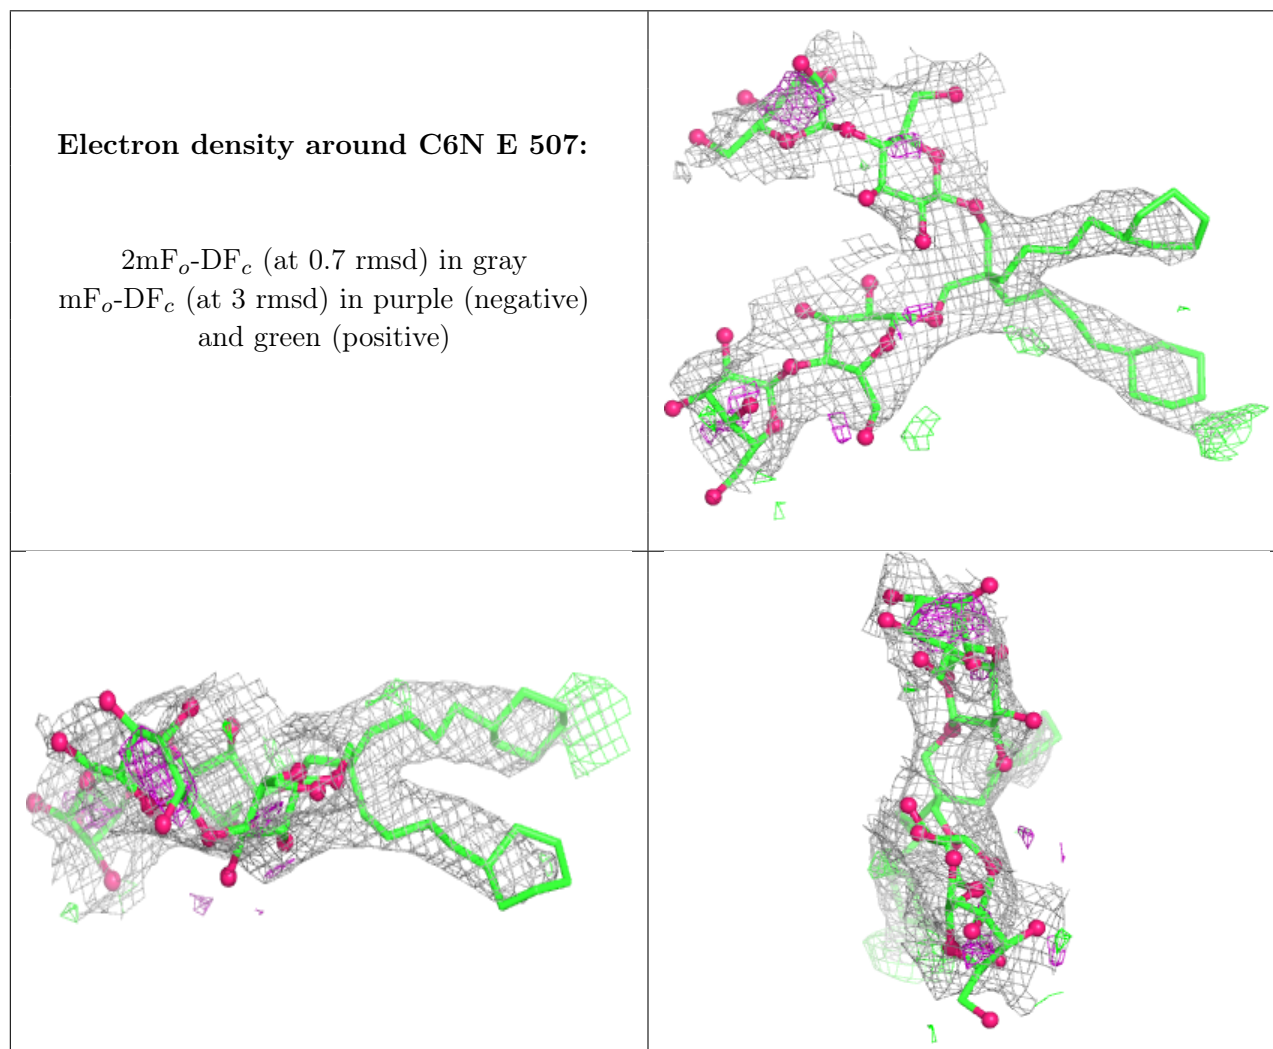 Electron density around C6N E 507:
2mFo-DFc (at 0.7 rmsd) in gray
mFo-DFc (at 3 rmsd) in purple (negative)
and green (positive)